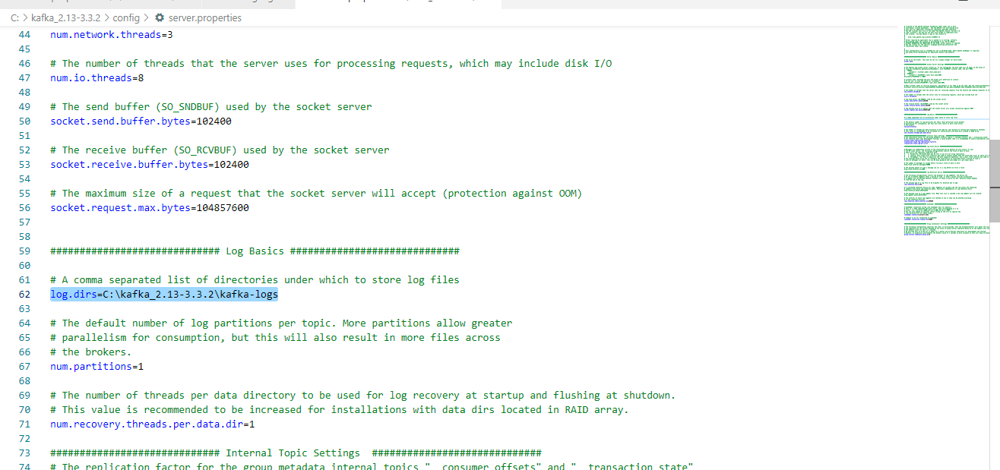 C: > kafka_2.13-3.3.2 > config > server.properties
44 num.network.threads=3
45
46 # The number of threads that the server uses for processing requests, which may include disk I/O
47 num.io.threads=8
48
49 # The send buffer (SO_SNDBUF) used by the socket server
50 socket.send.buffer.bytes=102400
51
52 # The receive buffer (SO_RCVBUF) used by the socket server
53 socket.receive.buffer.bytes=102400
54
55 # The maximum size of a request that the socket server will accept (protection against OOM)
56 socket.request.max.bytes=104857600
57
58
59 ############################# Log Basics #############################
60
61 # A comma separated list of directories under which to store log files
62 log.dirs=C:\kafka_2.13-3.3.2\kafka-logs
63
64 # The default number of log partitions per topic. More partitions allow greater
65 # parallelism for consumption, but this will also result in more files across
66 # the brokers.
67 num.partitions=1
68
69 # The number of threads per data directory to be used for log recovery at startup and flushing at shutdown.
70 # This value is recommended to be increased for installations with data dirs located in RAID array.
71 num.recovery.threads.per.data.dir=1
72
73 ############################# Internal Topic Settings  #############################
74 # The replication factor for the group metadata internal topics "__consumer_offsets" and "__transaction_state"